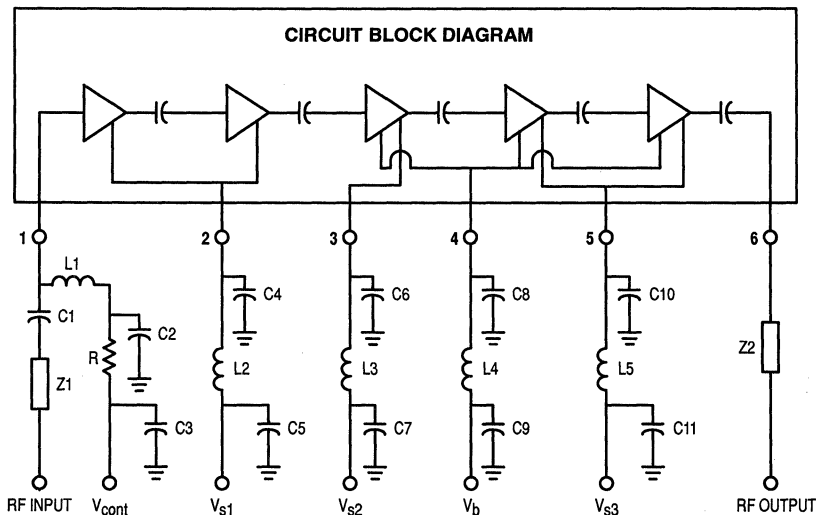 CIRCUIT BLOCK DIAGRAM
1 2 3 4 5 6
L1
C1 C2 C4 C6 C8 C10
R Z1 L2 L3 L4 L5 Z2
C3 C5 C7 C9 C11
RF INPUT Vcont Vs1 Vs2 Vb Vs3 RF OUTPUT